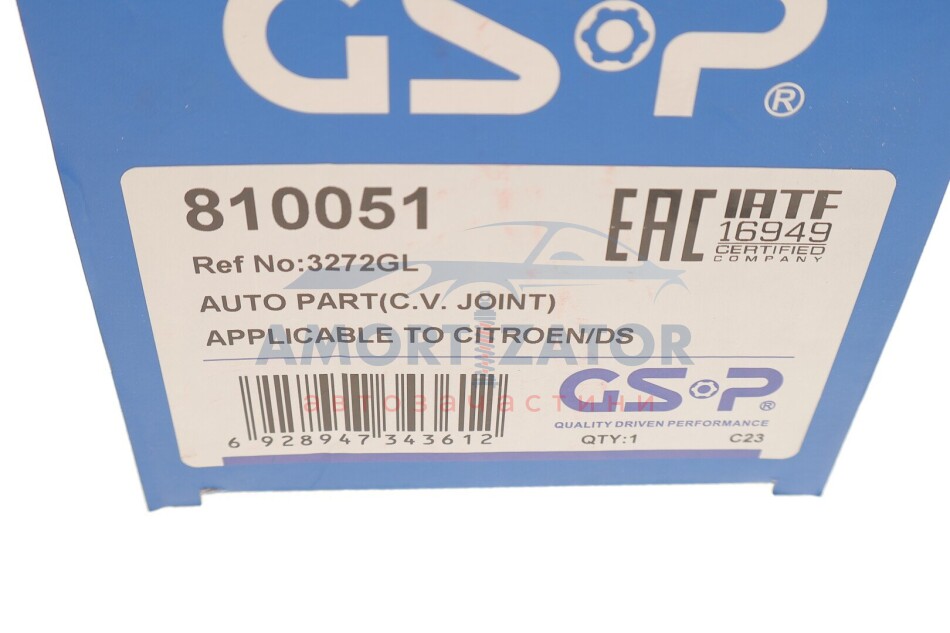 GSP®
810051
EAC
IATF
16949
CERTIFIED
COMPANY
Ref No:3272GL
AUTO PART(C.V. JOINT)
APPLICABLE TO CITROEN/DS
AMORTIZATOR
автозапчастини
6 928947 343612
GSP®
QUALITY DRIVEN PERFORMANCE
QTY:1 C23